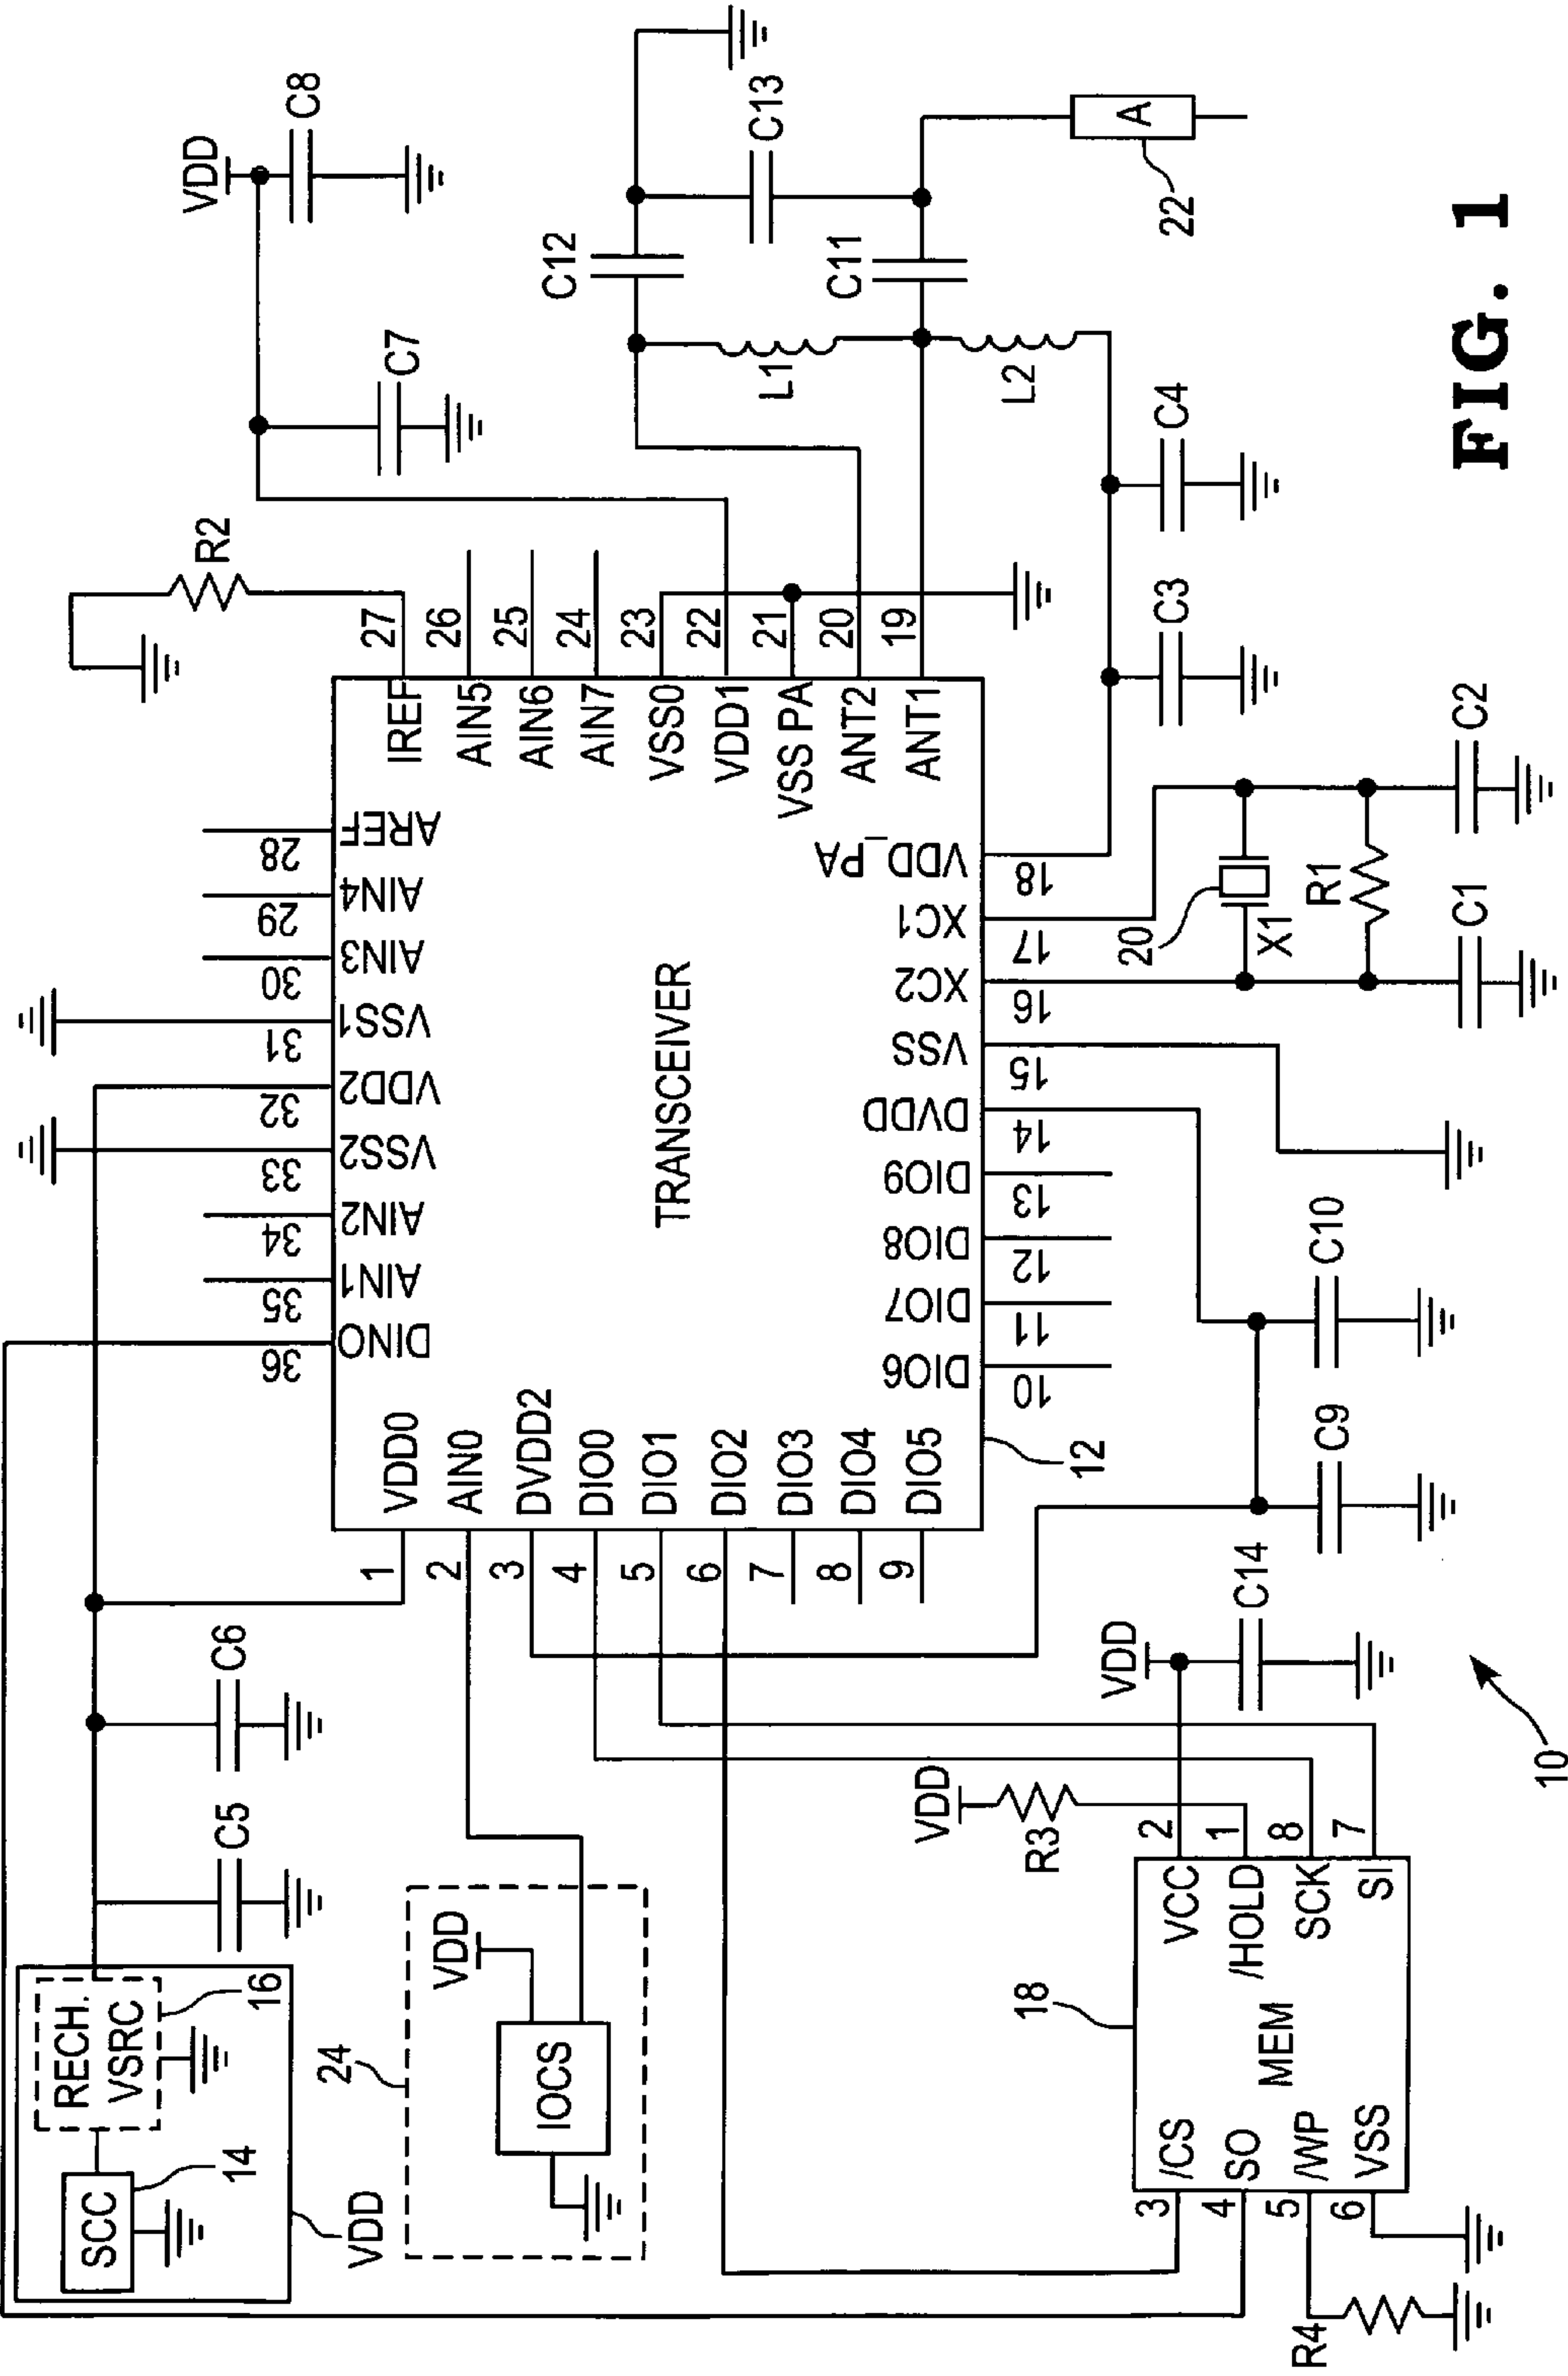 SCC
14
RECH.
VSRC
16
VDD
C5
C6
24
VDD
IOCS
1
VDD0
2
AIN0
3
DVDD2
4
DIO0
5
DIO1
6
DIO2
7
DIO3
8
DIO4
9
DIO5
36
DINO
35
AIN1
34
AIN2
33
VSS2
32
VDD2
31
VSS1
30
AIN3
29
AIN4
28
AREF
IREF
27
AIN5
26
AIN6
25
AIN7
24
VSS0
23
VDD1
22
VSS PA
21
ANT2
20
ANT1
19
TRANSCEIVER
12
DIO6
10
DIO7
11
DIO8
12
DIO9
13
DVDD
14
VSS
15
XC2
16
XC1
17
VDD_PA
18
R2
VDD
C7
C8
C12
C13
C11
L1
L2
A
22
C3
C4
20
X1
R1
C1
C2
C9
C10
VDD
C14
VDD
R3
18
MEM
3
/CS
4
SO
5
/WP
6
VSS
VCC
2
/HOLD
1
SCK
8
SI
7
R4
10
FIG. 1